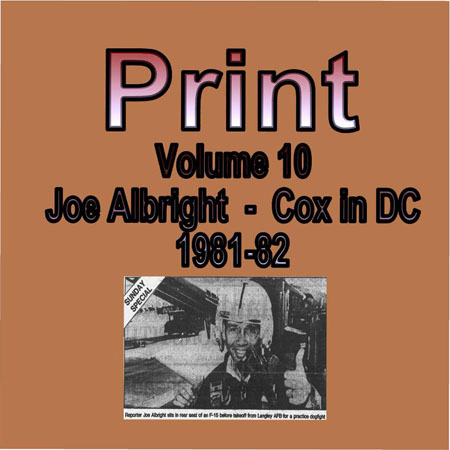 Print
Volume 10
Joe Albright - Cox in DC
1981-82
SUNDAY
SPECIAL
Reporter Joe Albright sits in rear seat of an F-15 before takeoff from Langley AFB for a practice dogfight